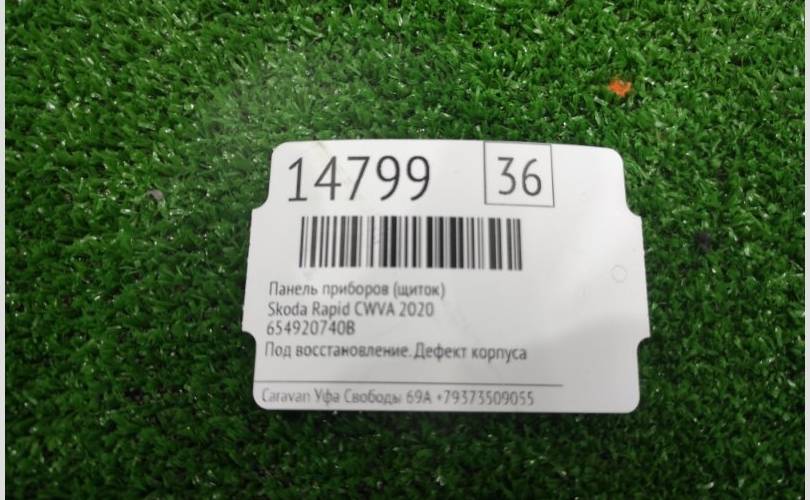 14799 36
Панель приборов (щиток)
Skoda Rapid CWVA 2020
654920740B
Под восстановление. Дефект корпуса
Caravan Уфа Свободы 69А +79373509055